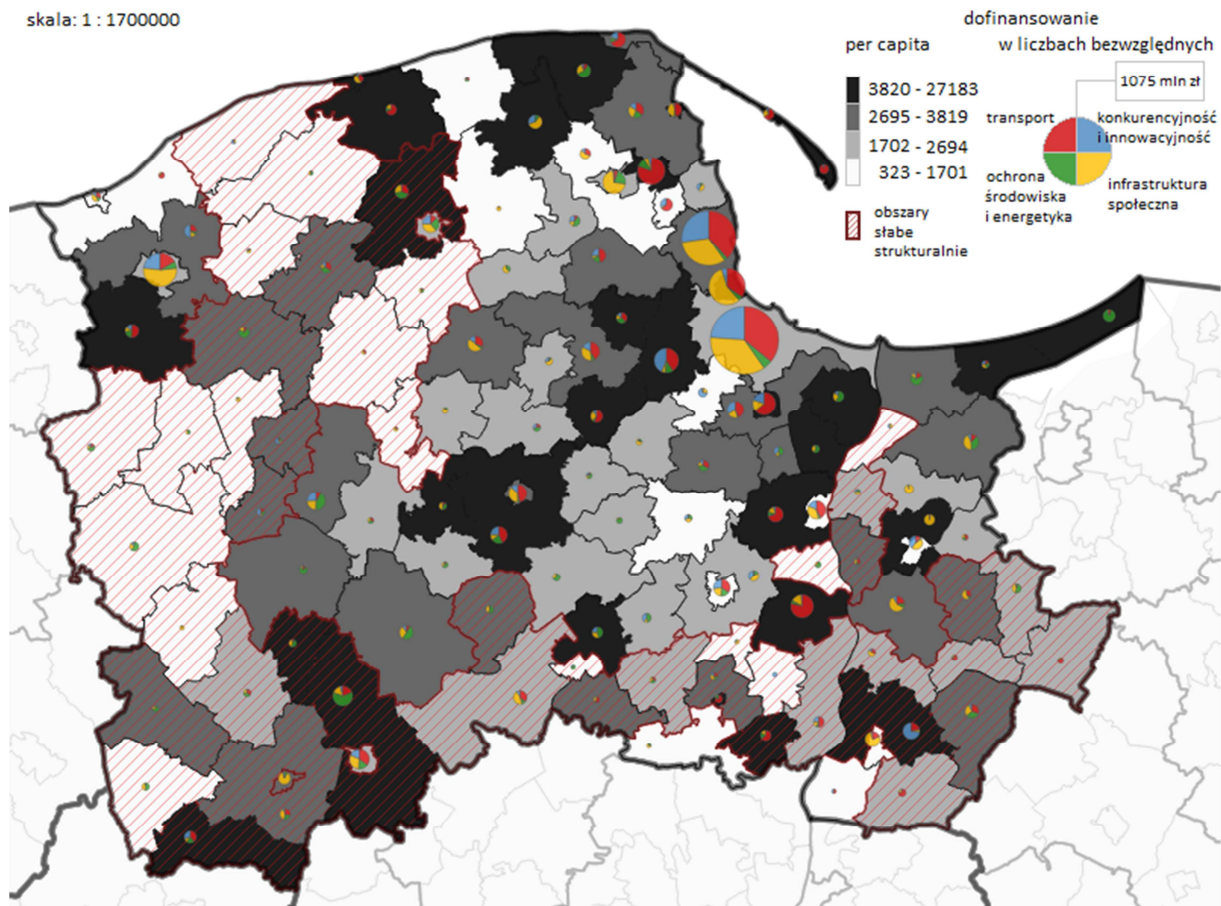 skala: 1 : 1700000
dofinansowanie
per capita
w liczbach bezwzględnych
3820 - 27183
2695 - 3819
1702 - 2694
323 - 1701
obszary
słabe
strukturalnie
1075 mln zł
transport
konkurencyjność
i innowacyjność
ochrona
środowiska
i energetyka
infrastruktura
społeczna